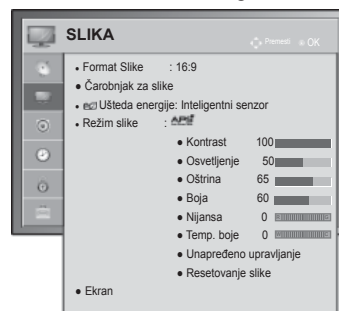 SLIKA
Premesti OK
• Format Slike : 16:9
• Čarobnjak za slike
• Ušteda energije: Inteligentni senzor
• Režim slike : APS
• Kontrast 100
• Osvetljenje 50
• Oštrina 65
• Boja 60
• Nijansa 0
• Temp. boje 0
• Unapređeno upravljanje
• Resetovanje slike
• Ekran